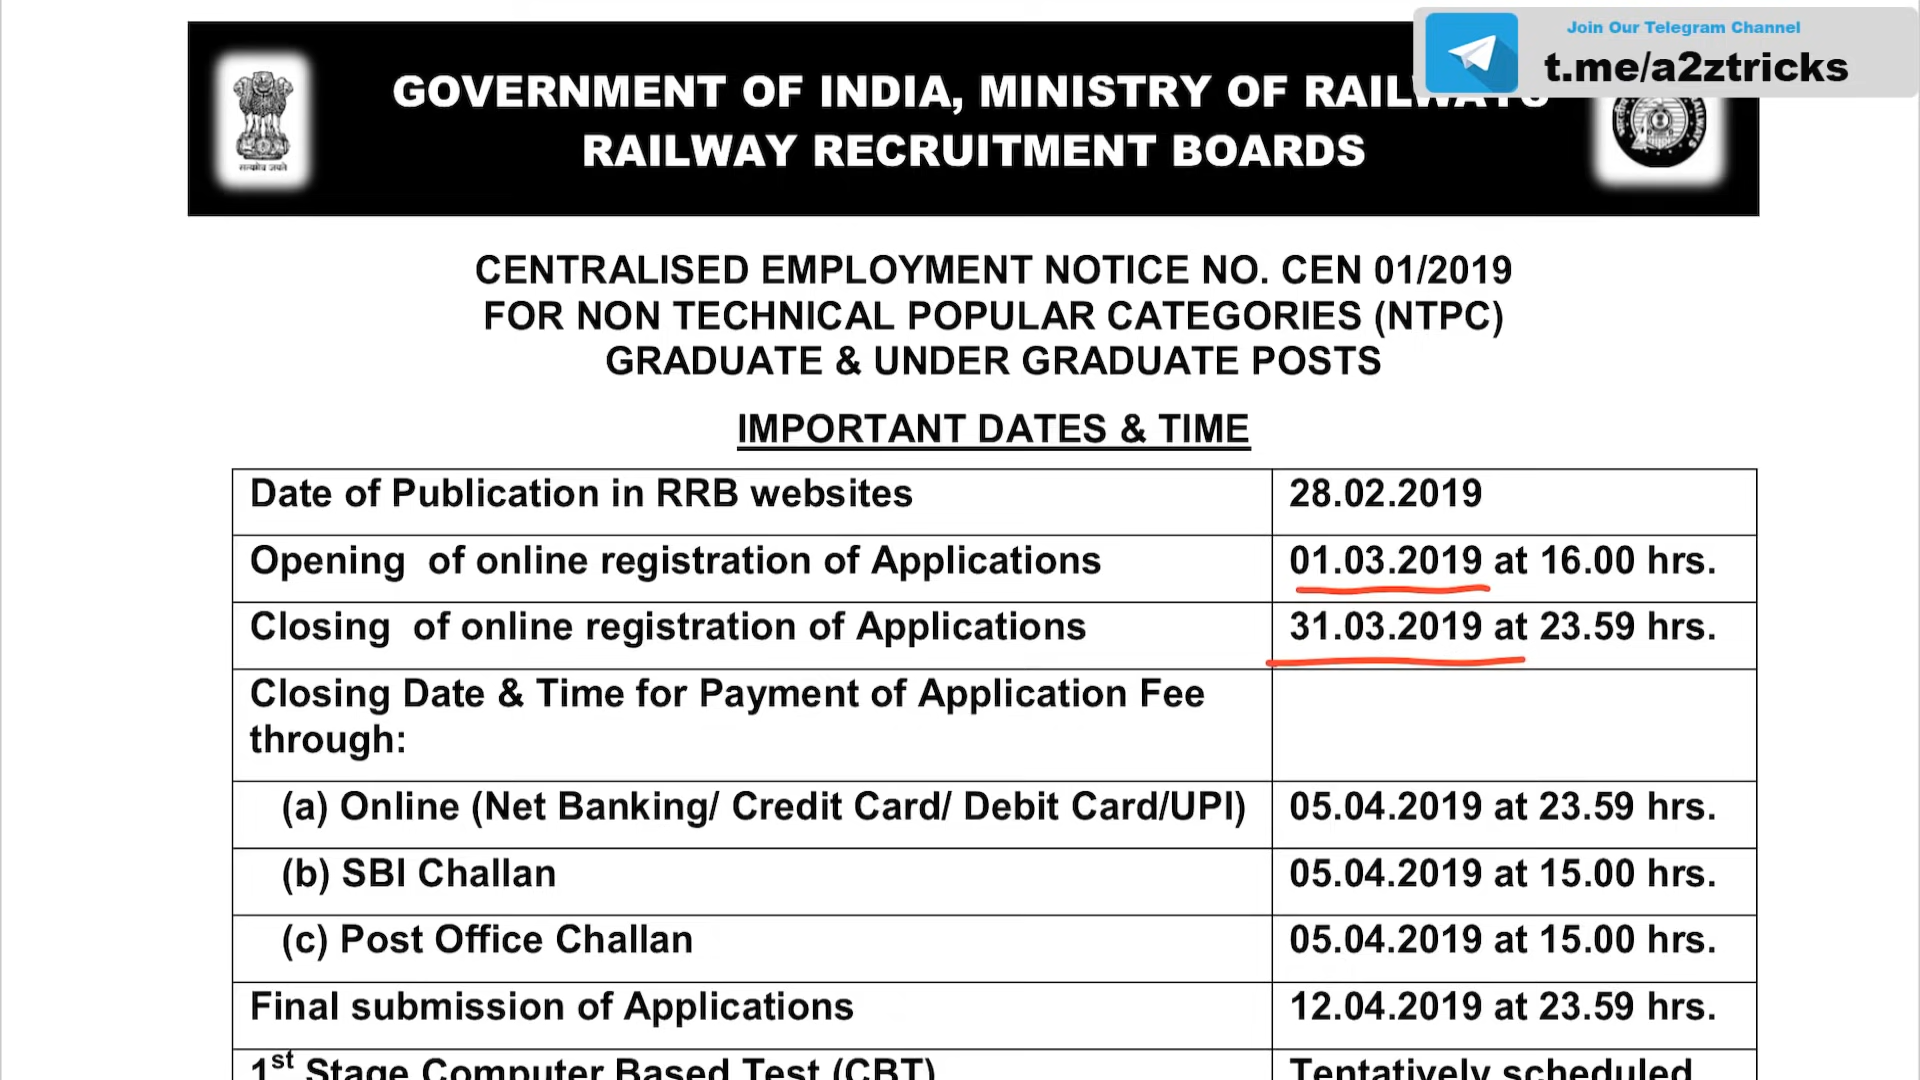 Join Our Telegram Channel
t.me/a2ztricks
GOVERNMENT OF INDIA, MINISTRY OF RAILWAYS
RAILWAY RECRUITMENT BOARDS
सत्यमेव जयते
CENTRALISED EMPLOYMENT NOTICE NO. CEN 01/2019
FOR NON TECHNICAL POPULAR CATEGORIES (NTPC)
GRADUATE & UNDER GRADUATE POSTS
IMPORTANT DATES & TIME
Date of Publication in RRB websites 28.02.2019
Opening of online registration of Applications 01.03.2019 at 16.00 hrs.
Closing of online registration of Applications 31.03.2019 at 23.59 hrs.
Closing Date & Time for Payment of Application Fee
through:
(a) Online (Net Banking/ Credit Card/ Debit Card/UPI) 05.04.2019 at 23.59 hrs.
(b) SBI Challan 05.04.2019 at 15.00 hrs.
(c) Post Office Challan 05.04.2019 at 15.00 hrs.
Final submission of Applications 12.04.2019 at 23.59 hrs.
1st Stage Computer Based Test (CBT) Tentatively scheduled